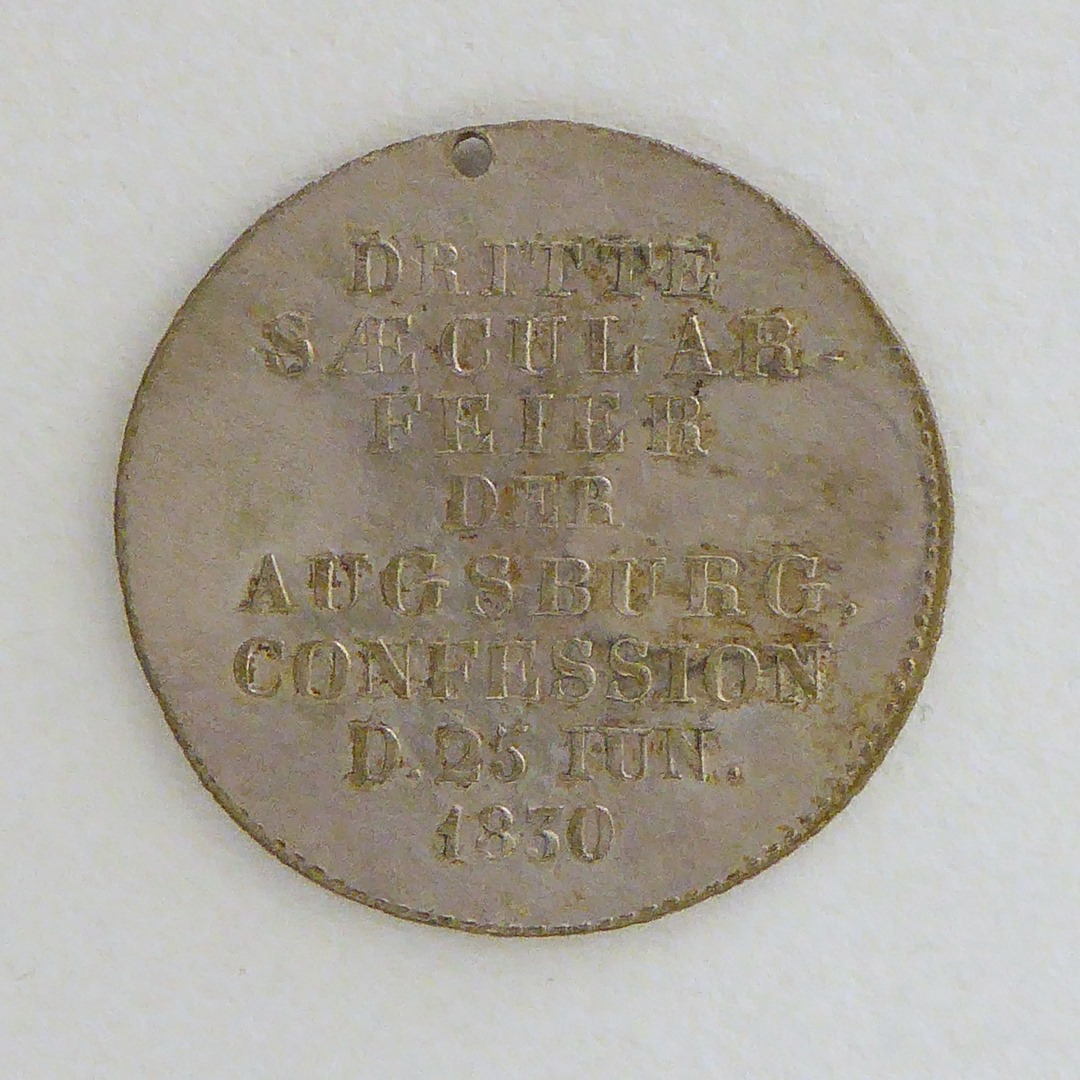 DRITTE
SÆCULAR-
FEIER
DER
AUGSBURG.
CONFESSION
D. 25 IUN.
1830